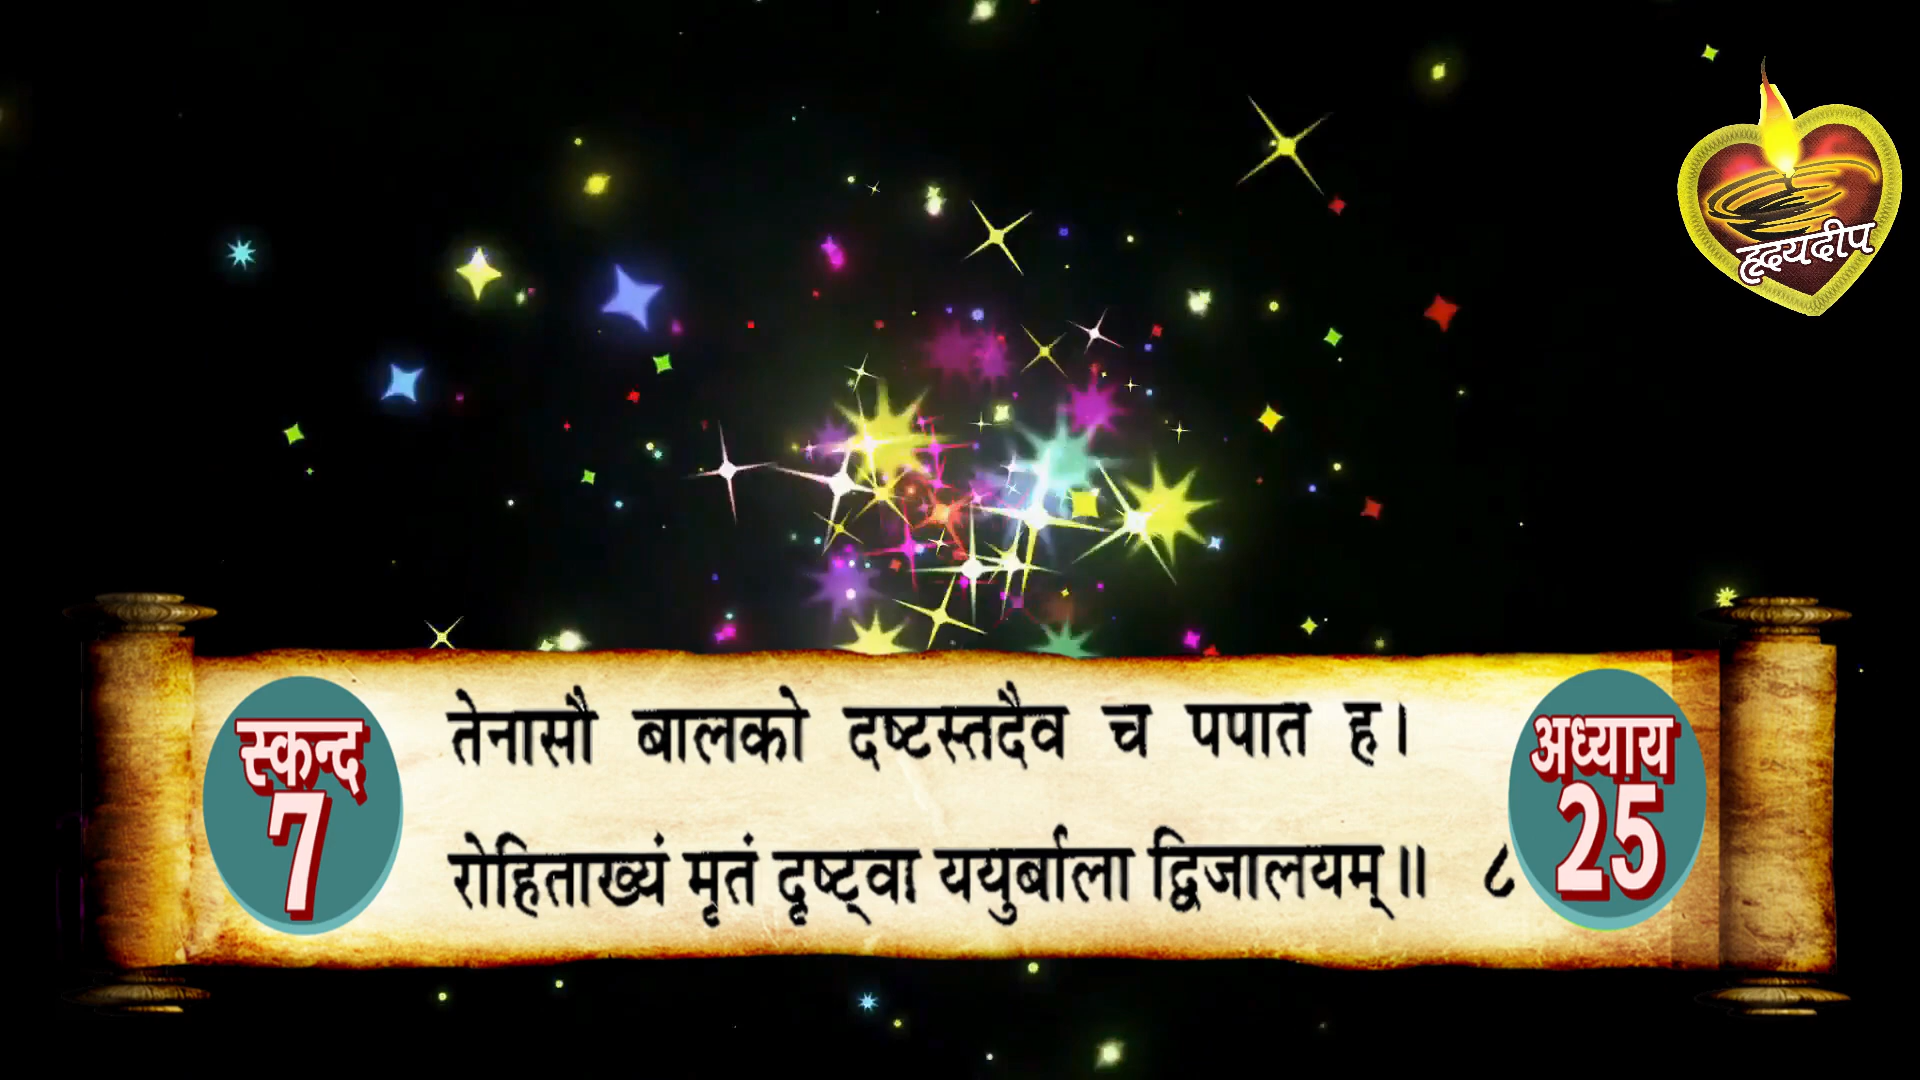 हृदयदीप
स्कन्द
7
तेनासौ बालको दष्टस्तदैव च पपात ह।
रोहिताख्यं मृतं दृष्ट्वा ययुर्बाला द्विजालयम्॥ ८
अध्याय
25